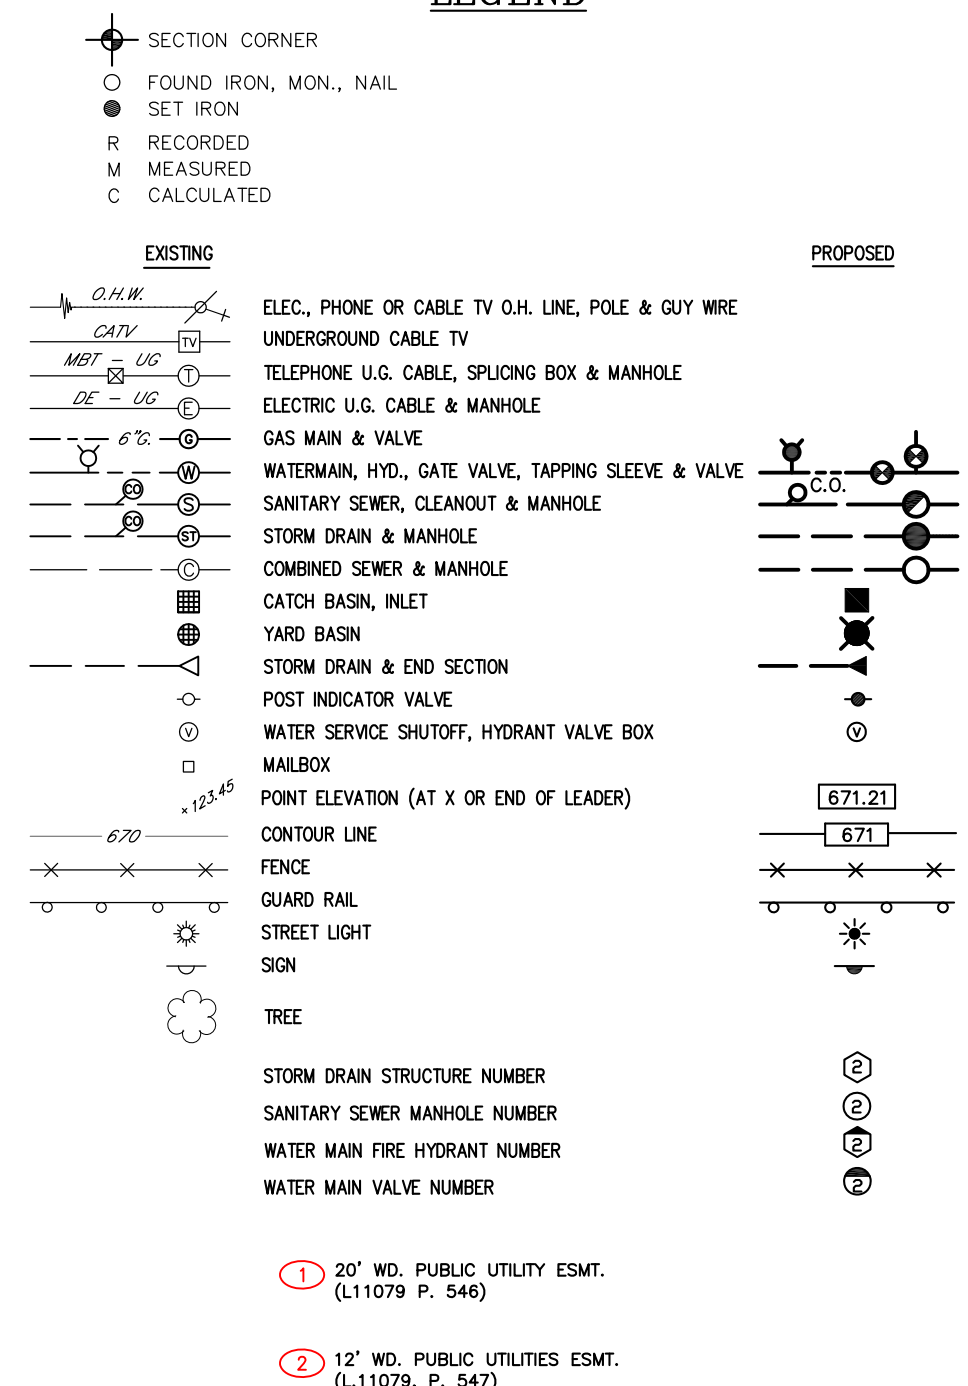 LEGEND
SECTION CORNER
FOUND IRON, MON., NAIL
SET IRON
R RECORDED
M MEASURED
C CALCULATED
EXISTING PROPOSED
O.H.W. ELEC., PHONE OR CABLE TV O.H. LINE, POLE & GUY WIRE
CATV TV UNDERGROUND CABLE TV
MBT - UG T TELEPHONE U.G. CABLE, SPLICING BOX & MANHOLE
DE - UG E ELECTRIC U.G. CABLE & MANHOLE
6"G. G GAS MAIN & VALVE
W WATERMAIN, HYD., GATE VALVE, TAPPING SLEEVE & VALVE
CO S SANITARY SEWER, CLEANOUT & MANHOLE C.O.
CO ST STORM DRAIN & MANHOLE
C COMBINED SEWER & MANHOLE
CATCH BASIN, INLET
YARD BASIN
STORM DRAIN & END SECTION
POST INDICATOR VALVE
V WATER SERVICE SHUTOFF, HYDRANT VALVE BOX V
MAILBOX
x 123.45 POINT ELEVATION (AT X OR END OF LEADER) 671.21
670 CONTOUR LINE 671
FENCE
GUARD RAIL
STREET LIGHT
SIGN
TREE
STORM DRAIN STRUCTURE NUMBER 2
SANITARY SEWER MANHOLE NUMBER 2
WATER MAIN FIRE HYDRANT NUMBER 2
WATER MAIN VALVE NUMBER 2
1 20' WD. PUBLIC UTILITY ESMT.
(L11079 P. 546)
2 12' WD. PUBLIC UTILITIES ESMT.
(L.11079, P. 547)